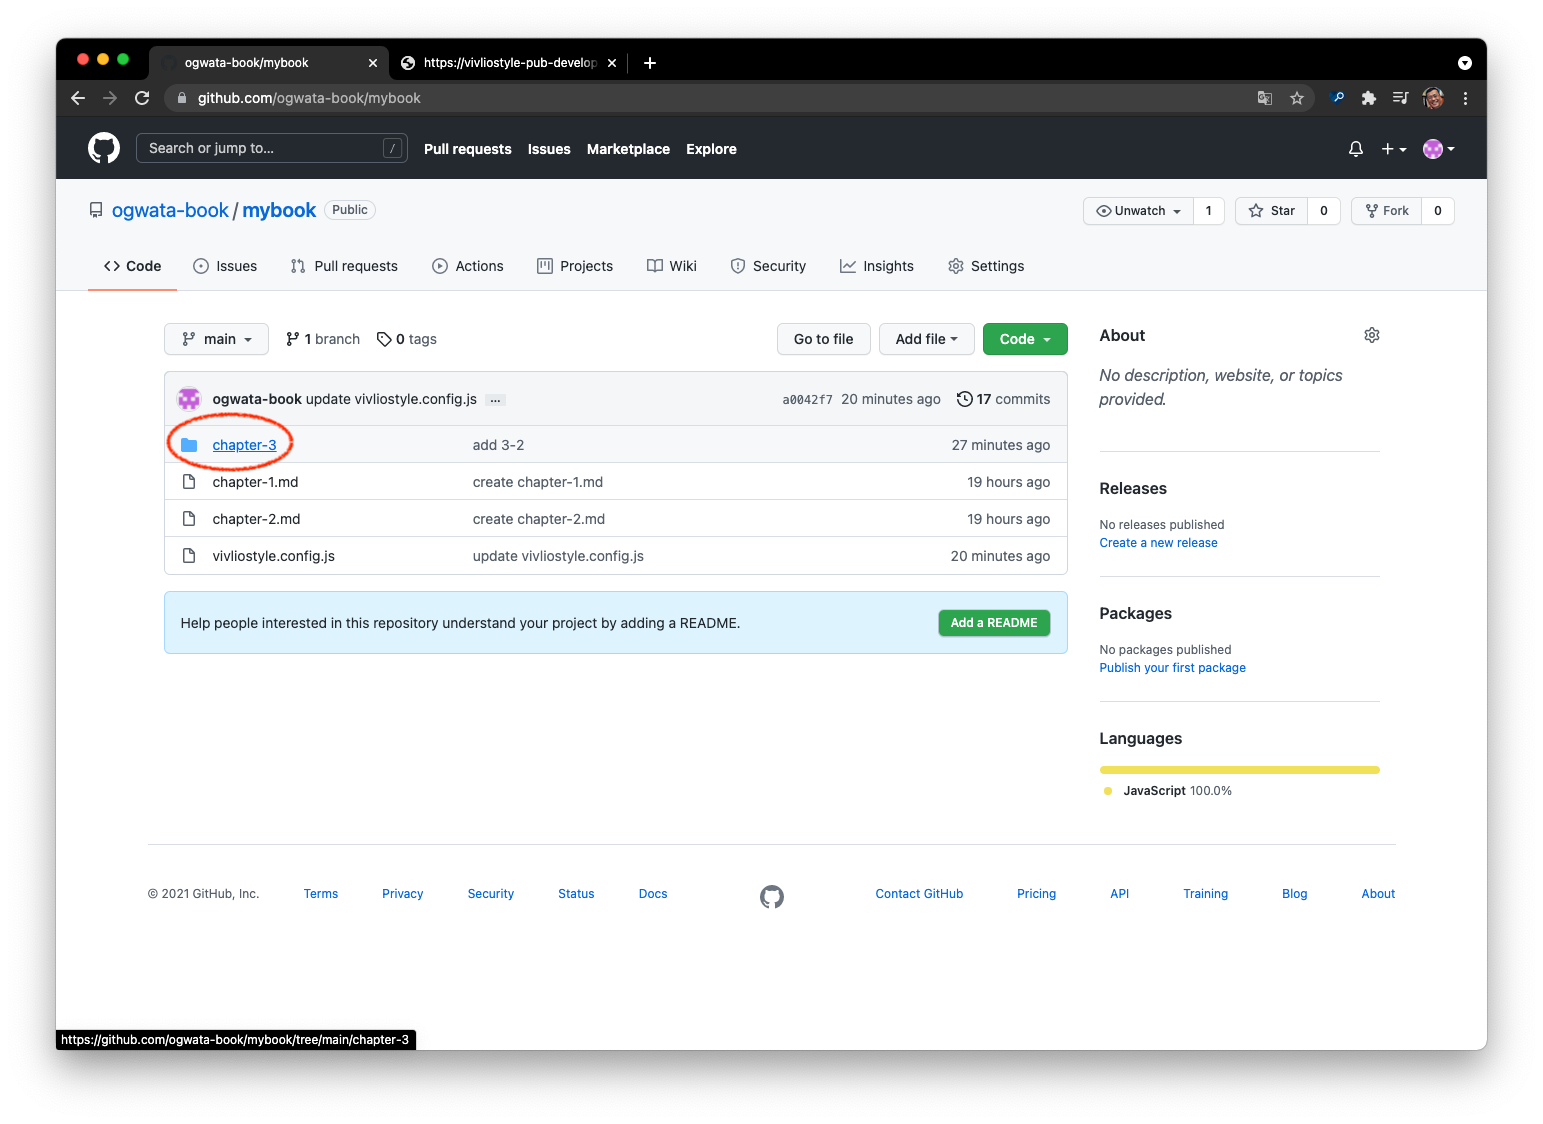 ogwata-book/mybook
https://vivliostyle-pub-develop
github.com/ogwata-book/mybook
Search or jump to... /
Pull requests Issues Marketplace Explore
ogwata-book / mybook Public
Unwatch 1 Star 0 Fork 0
Code Issues Pull requests Actions Projects Wiki Security Insights Settings
main 1 branch 0 tags Go to file Add file Code
ogwata-book update vivliostyle.config.js ... a0042f7 20 minutes ago 17 commits
chapter-3 add 3-2 27 minutes ago
chapter-1.md create chapter-1.md 19 hours ago
chapter-2.md create chapter-2.md 19 hours ago
vivliostyle.config.js update vivliostyle.config.js 20 minutes ago
Help people interested in this repository understand your project by adding a README. Add a README
About
No description, website, or topics
provided.
Releases
No releases published
Create a new release
Packages
No packages published
Publish your first package
Languages
JavaScript 100.0%
© 2021 GitHub, Inc. Terms Privacy Security Status Docs Contact GitHub Pricing API Training Blog About
https://github.com/ogwata-book/mybook/tree/main/chapter-3